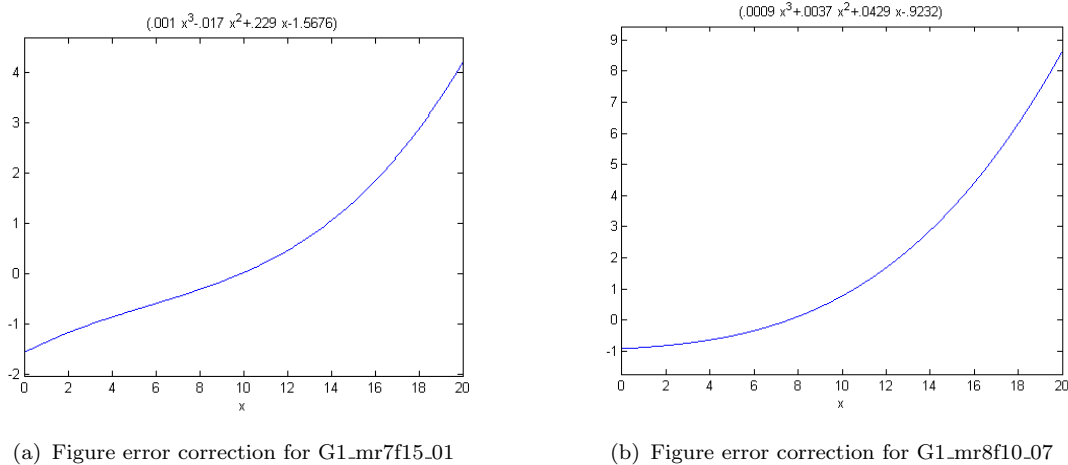 (.001 x³-.017 x²+.229 x-1.5676)
4
3
2
1
0
-1
-2
0 2 4 6 8 10 12 14 16 18 20
x
(a) Figure error correction for G1_mr7f15_01
(.0009 x³+.0037 x²+.0429 x-.9232)
9
8
7
6
5
4
3
2
1
0
-1
0 2 4 6 8 10 12 14 16 18 20
x
(b) Figure error correction for G1_mr8f10_07